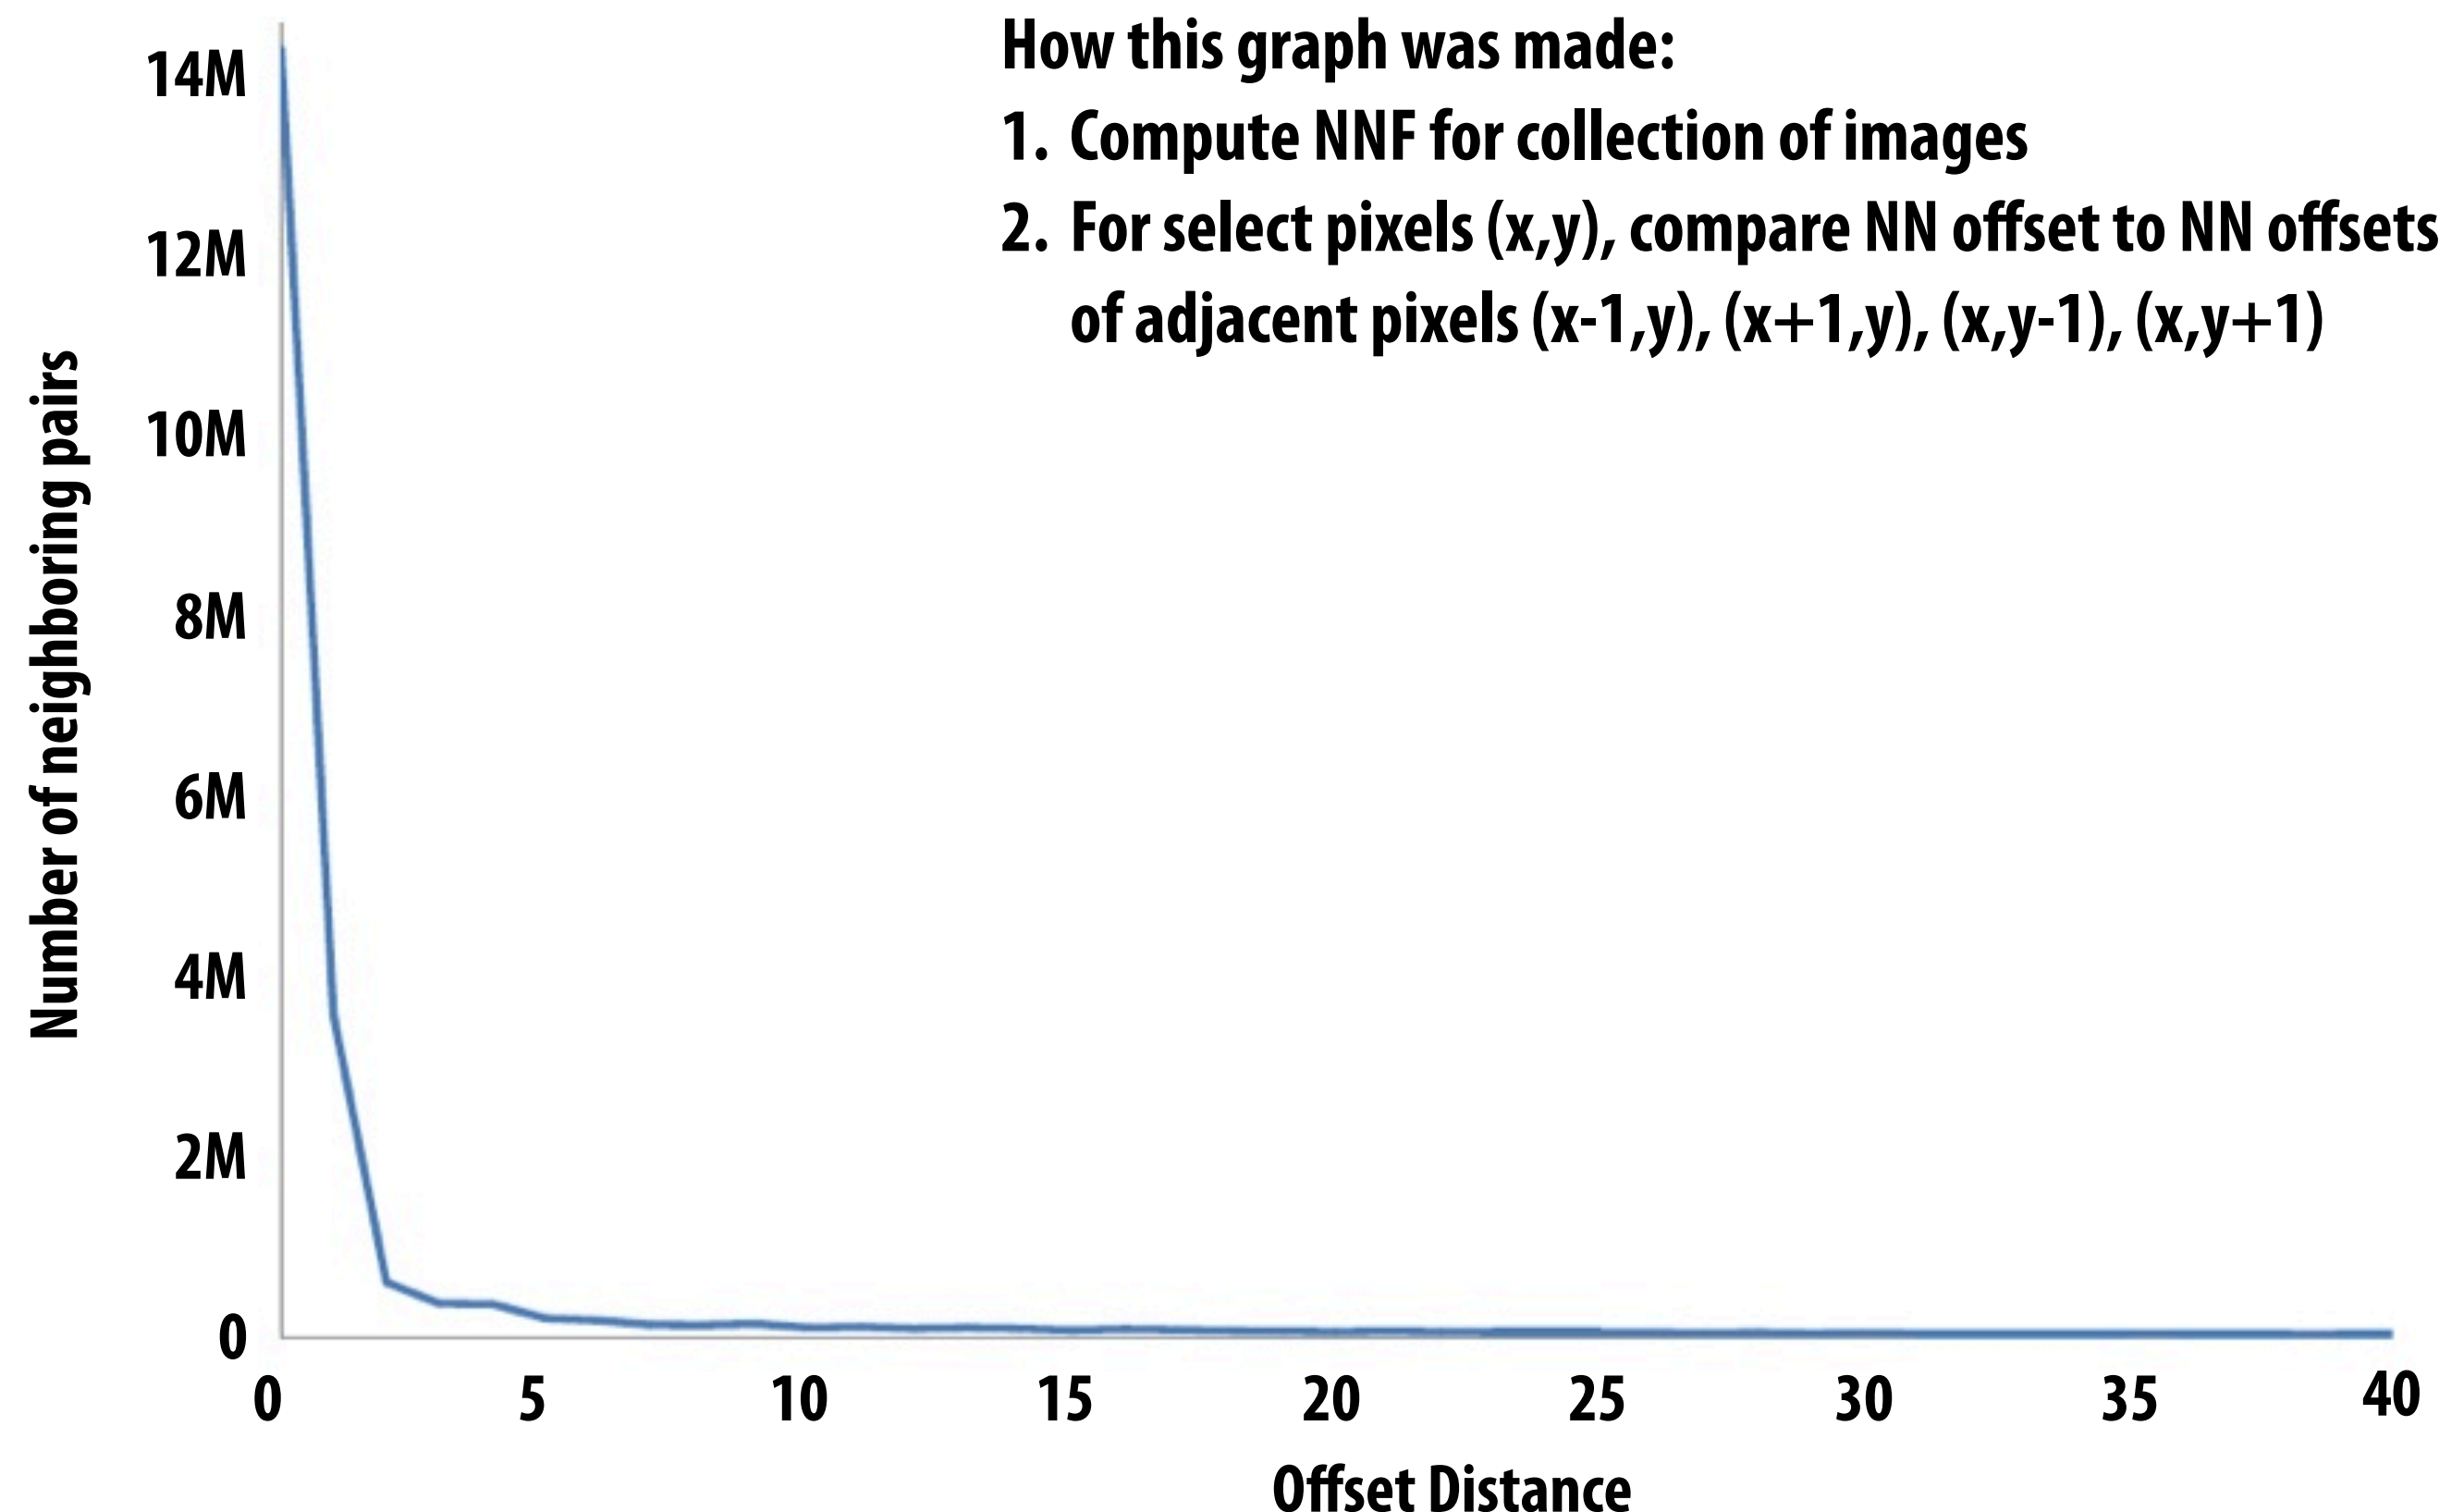 How this graph was made:
1. Compute NNF for collection of images
2. For select pixels (x,y), compare NN offset to NN offsets
of adjacent pixels (x-1,y), (x+1,y), (x,y-1), (x,y+1)
Number of neighboring pairs
14M
12M
10M
8M
6M
4M
2M
0
0 5 10 15 20 25 30 35 40
Offset Distance